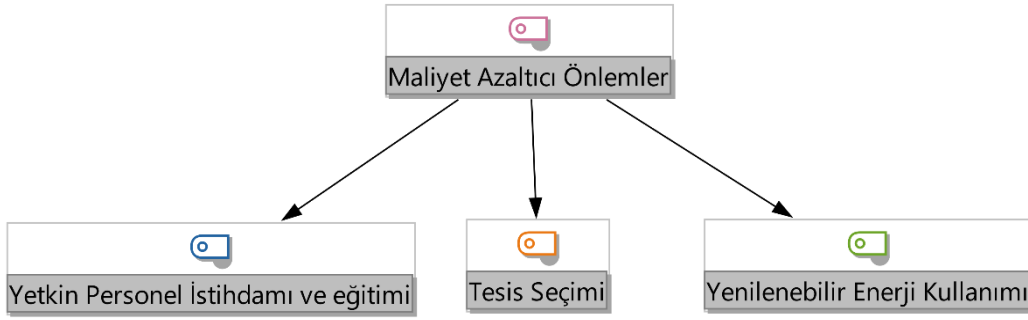 Maliyet Azaltıcı Önlemler
Yetkin Personel İstihdamı ve eğitimi
Tesis Seçimi
Yenilenebilir Enerji Kullanımı